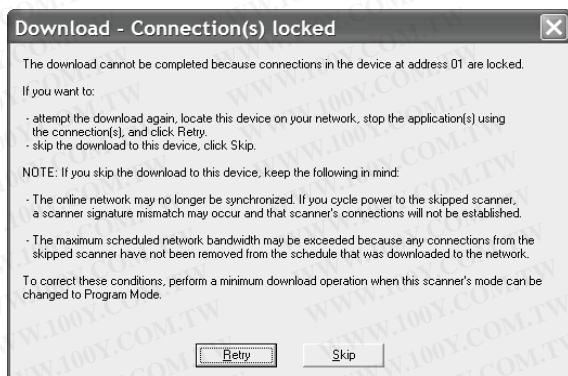 Download - Connection(s) locked
The download cannot be completed because connections in the device at address 01 are locked.
If you want to:
- attempt the download again, locate this device on your network, stop the application(s) using
the connection(s), and click Retry.
- skip the download to this device, click Skip.
NOTE: If you skip the download to this device, keep the following in mind:
- The online network may no longer be synchronized. If you cycle power to the skipped scanner,
a scanner signature mismatch may occur and that scanner's connections will not be established.
- The maximum scheduled network bandwidth may be exceeded because any connections from the
skipped scanner have not been removed from the schedule that was downloaded to the network.
To correct these conditions, perform a minimum download operation when this scanner's mode can be
changed to Program Mode.
Retry Skip
WWW.100Y.COM.TW